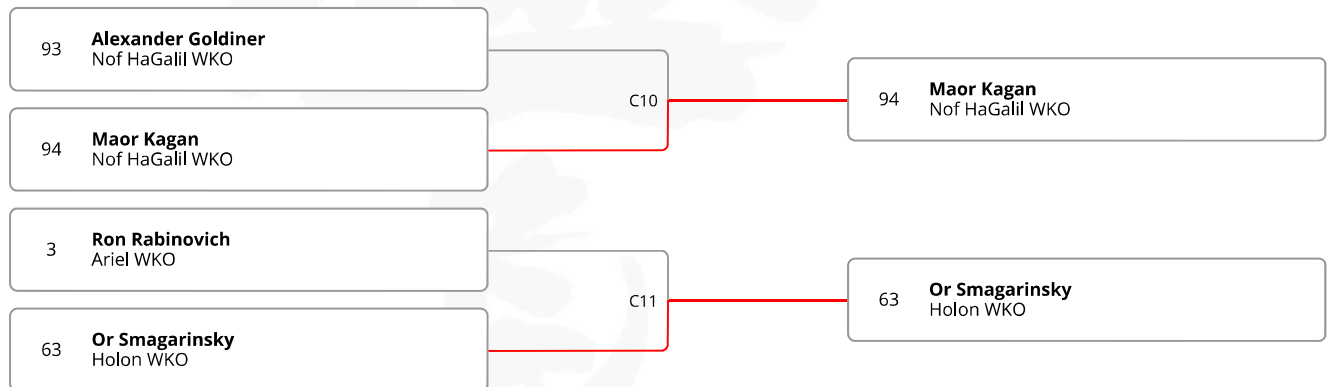 93
Alexander Goldiner
Nof HaGalil WKO
94
Maor Kagan
Nof HaGalil WKO
C10
94
Maor Kagan
Nof HaGalil WKO
3
Ron Rabinovich
Ariel WKO
63
Or Smagarinsky
Holon WKO
C11
63
Or Smagarinsky
Holon WKO